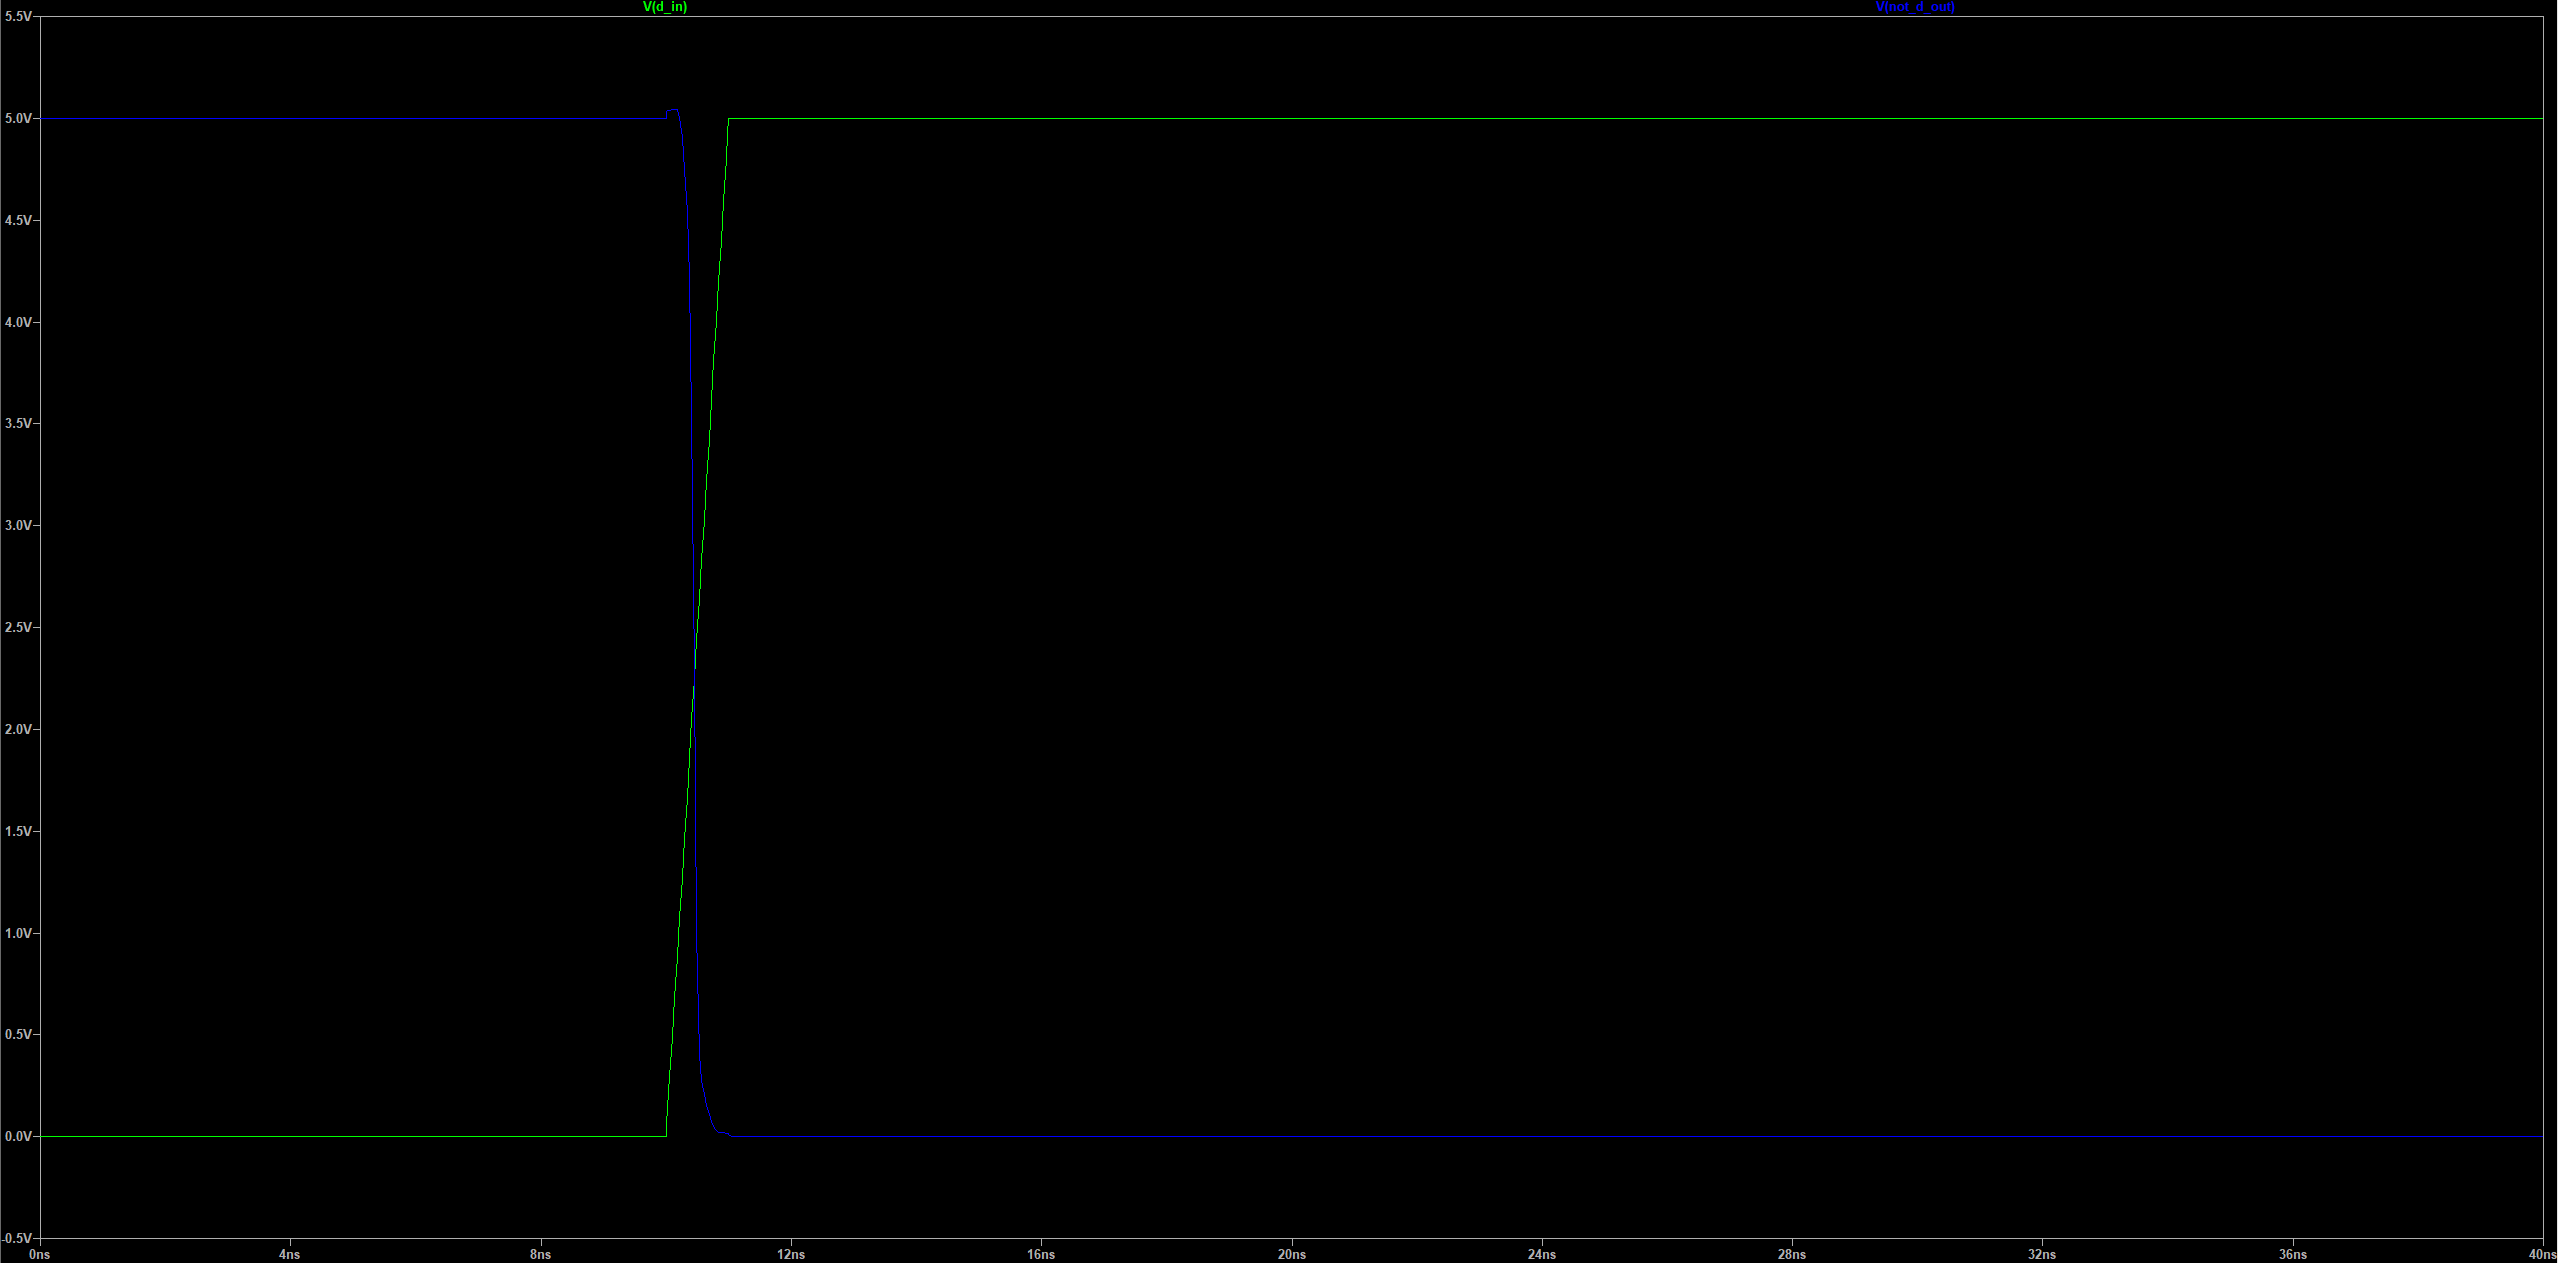 V(d_in) V(not_d_out)
5.5V
5.0V
4.5V
4.0V
3.5V
3.0V
2.5V
2.0V
1.5V
1.0V
0.5V
0.0V
-0.5V
0ns 4ns 8ns 12ns 16ns 20ns 24ns 28ns 32ns 36ns 40ns